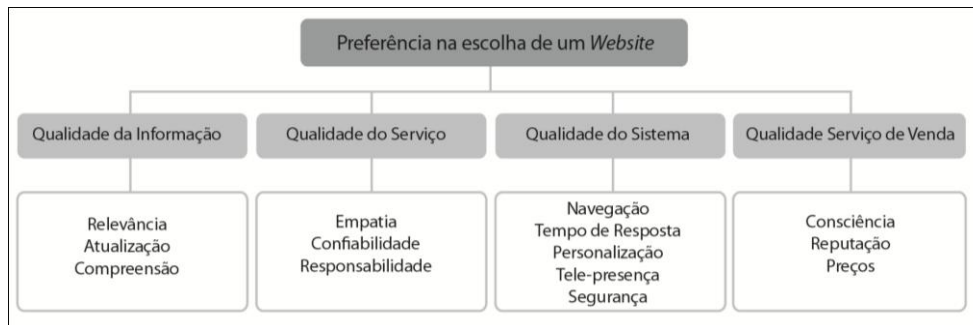 Preferência na escolha de um Website
Qualidade da Informação
Qualidade do Serviço
Qualidade do Sistema
Qualidade Serviço de Venda
Relevância
Atualização
Compreensão
Empatia
Confiabilidade
Responsabilidade
Navegação
Tempo de Resposta
Personalização
Tele-presença
Segurança
Consciência
Reputação
Preços